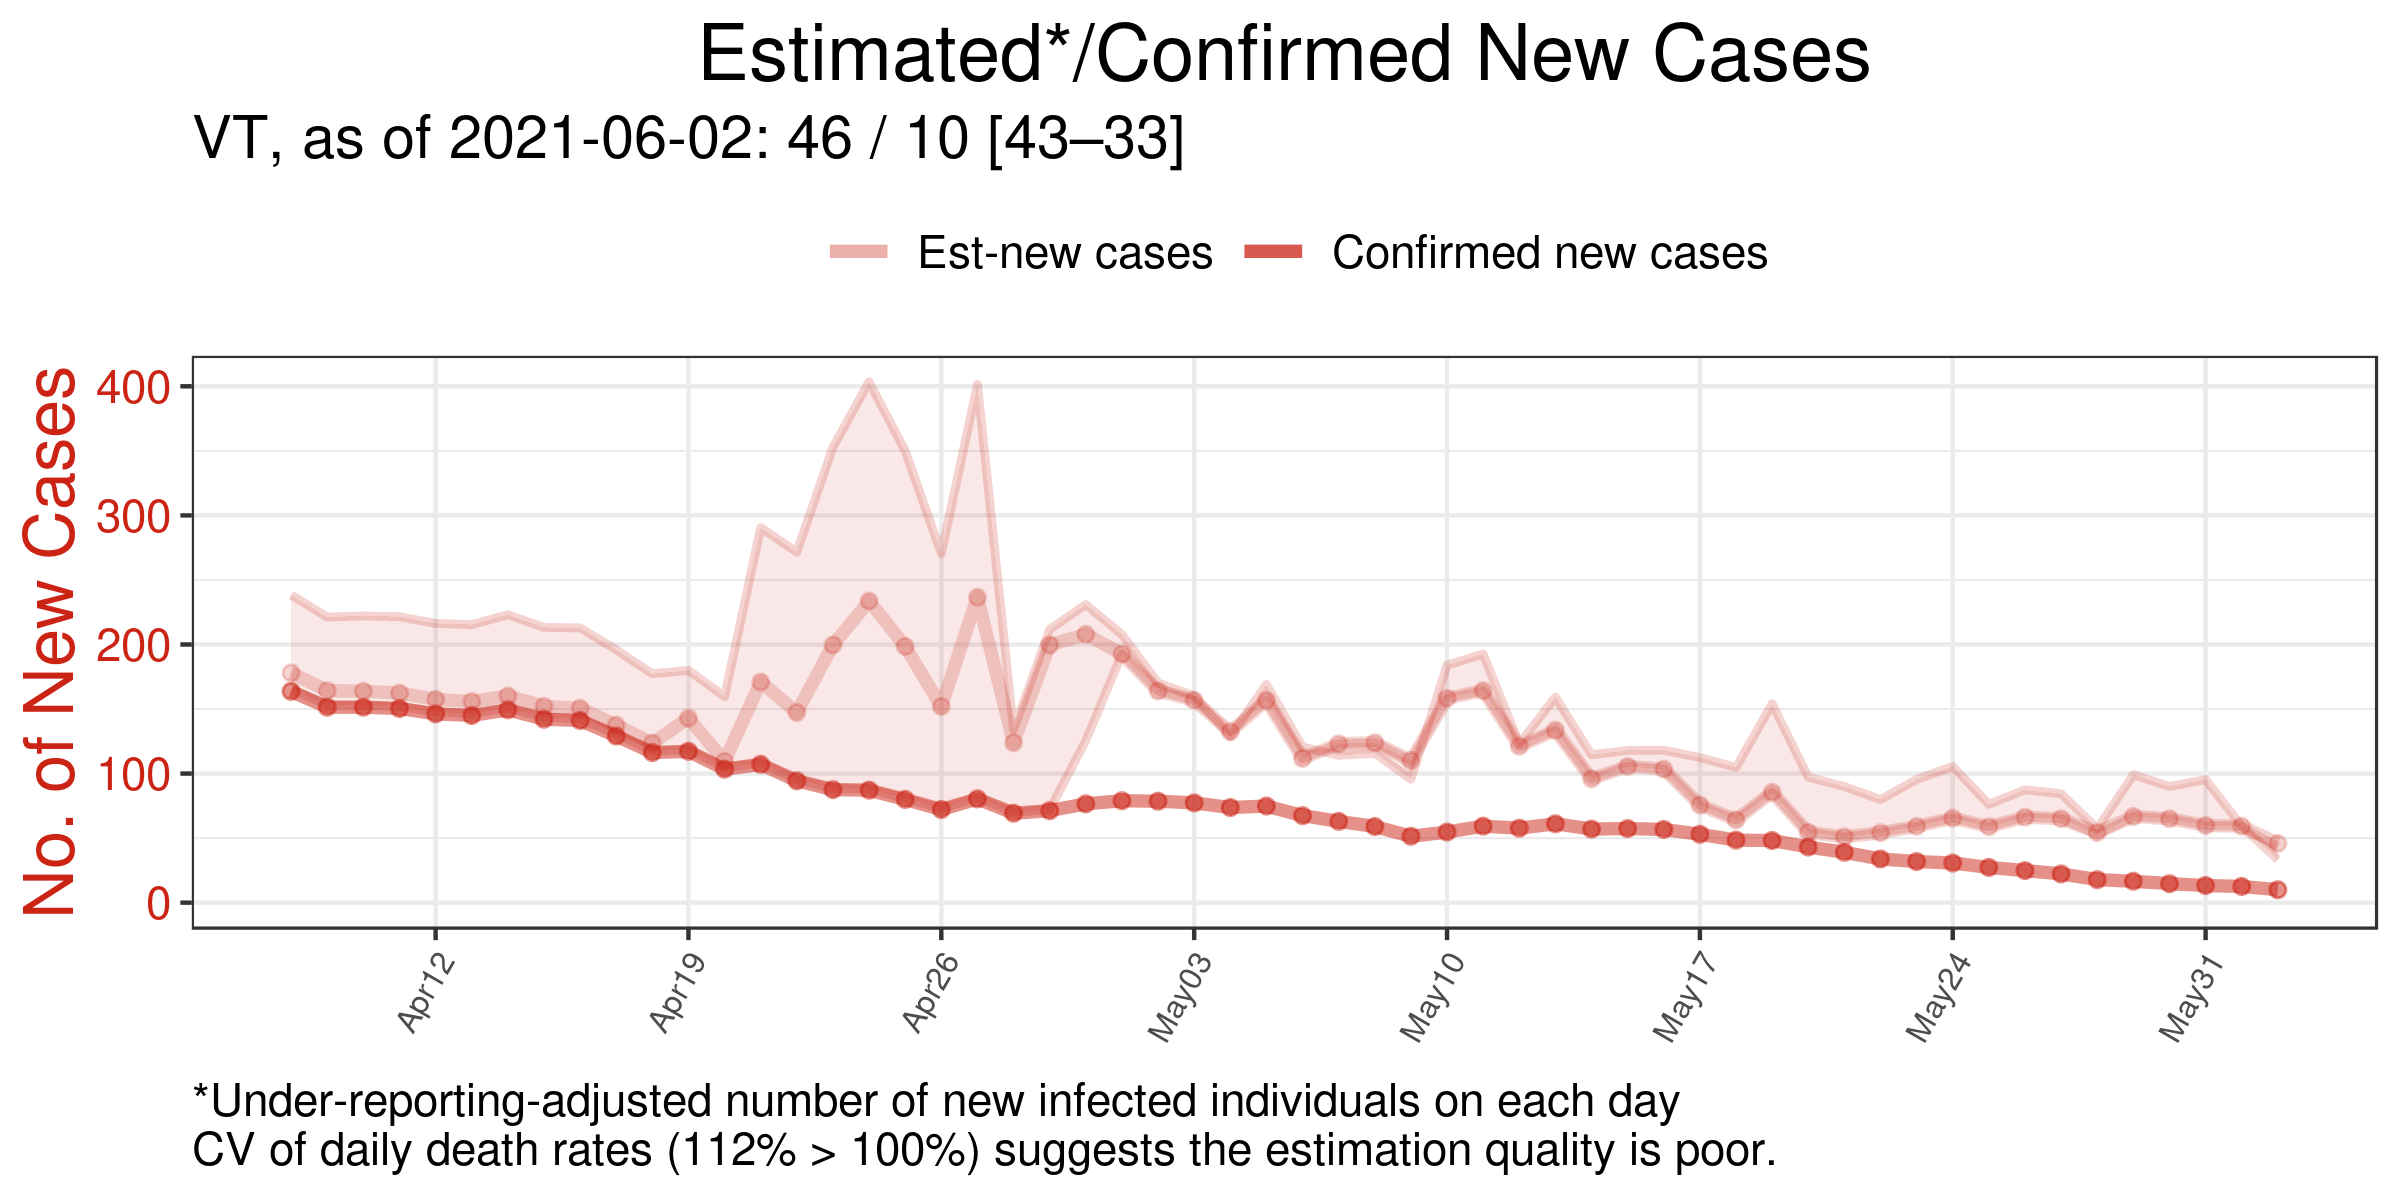 Estimated*/Confirmed New Cases
VT, as of 2021-06-02: 46 / 10 [43–33]
Est-new cases Confirmed new cases
No. of New Cases
400
300
200
100
0
Apr12 Apr19 Apr26 May03 May10 May17 May24 May31
*Under-reporting-adjusted number of new infected individuals on each day
CV of daily death rates (112% > 100%) suggests the estimation quality is poor.